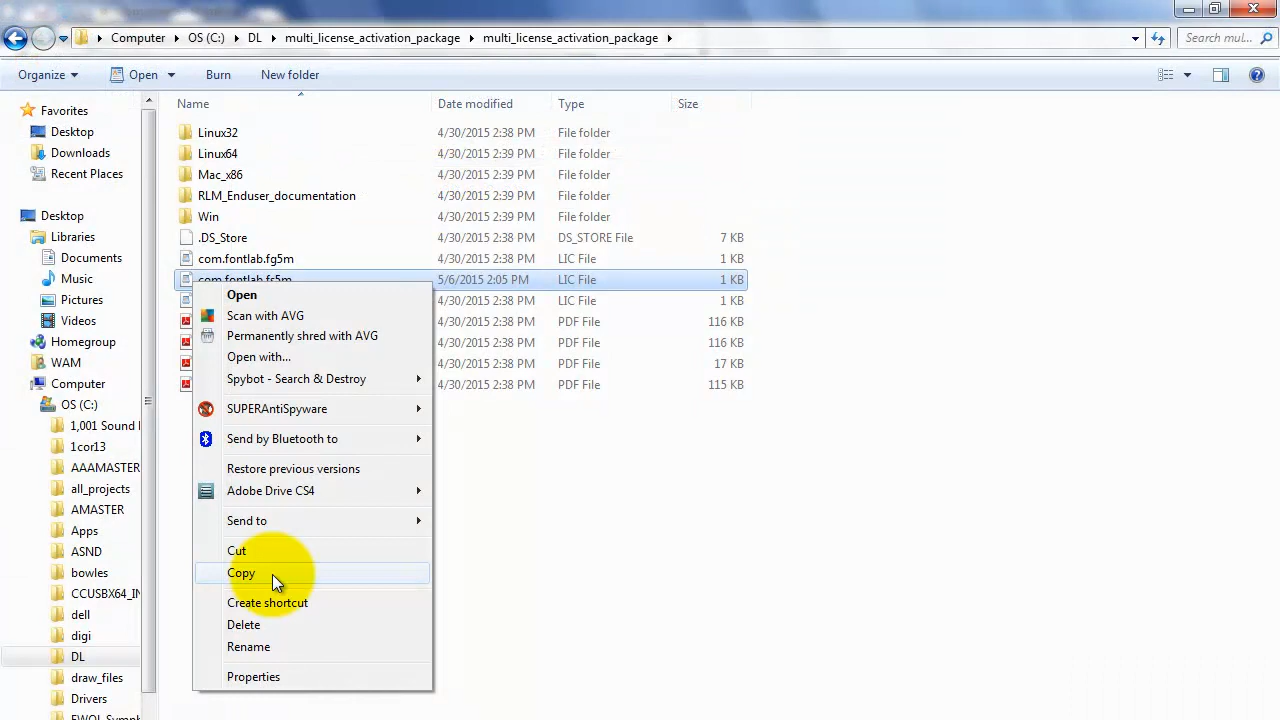 Computer OS (C:) DL multi_license_activation_package multi_license_activation_package
Search mul...
Organize Open Burn New folder
Name Date modified Type Size
Favorites
Desktop
Downloads
Recent Places
Desktop
Libraries
Documents
Music
Pictures
Videos
Homegroup
WAM
Computer
OS (C:)
1,001 Sound
1cor13
AAAMASTER
all_projects
AMASTER
Apps
ASND
bowles
CCUSBX64_IN
dell
digi
DL
draw_files
Drivers
Linux32 4/30/2015 2:38 PM File folder
Linux64 4/30/2015 2:39 PM File folder
Mac_x86 4/30/2015 2:38 PM File folder
RLM_Enduser_documentation 4/30/2015 2:39 PM File folder
Win 4/30/2015 2:39 PM File folder
.DS_Store 4/30/2015 2:38 PM DS_STORE File 7 KB
com.fontlab.fg5m 4/30/2015 2:38 PM LIC File 1 KB
com.fontlab.fs5m 5/6/2015 2:05 PM LIC File 1 KB
4/30/2015 2:38 PM LIC File 1 KB
4/30/2015 2:38 PM PDF File 116 KB
4/30/2015 2:38 PM PDF File 116 KB
4/30/2015 2:38 PM PDF File 17 KB
4/30/2015 2:38 PM PDF File 115 KB
Open
Scan with AVG
Permanently shred with AVG
Open with...
Spybot - Search & Destroy
SUPERAntiSpyware
Send by Bluetooth to
Restore previous versions
Adobe Drive CS4
Send to
Cut
Copy
Create shortcut
Delete
Rename
Properties